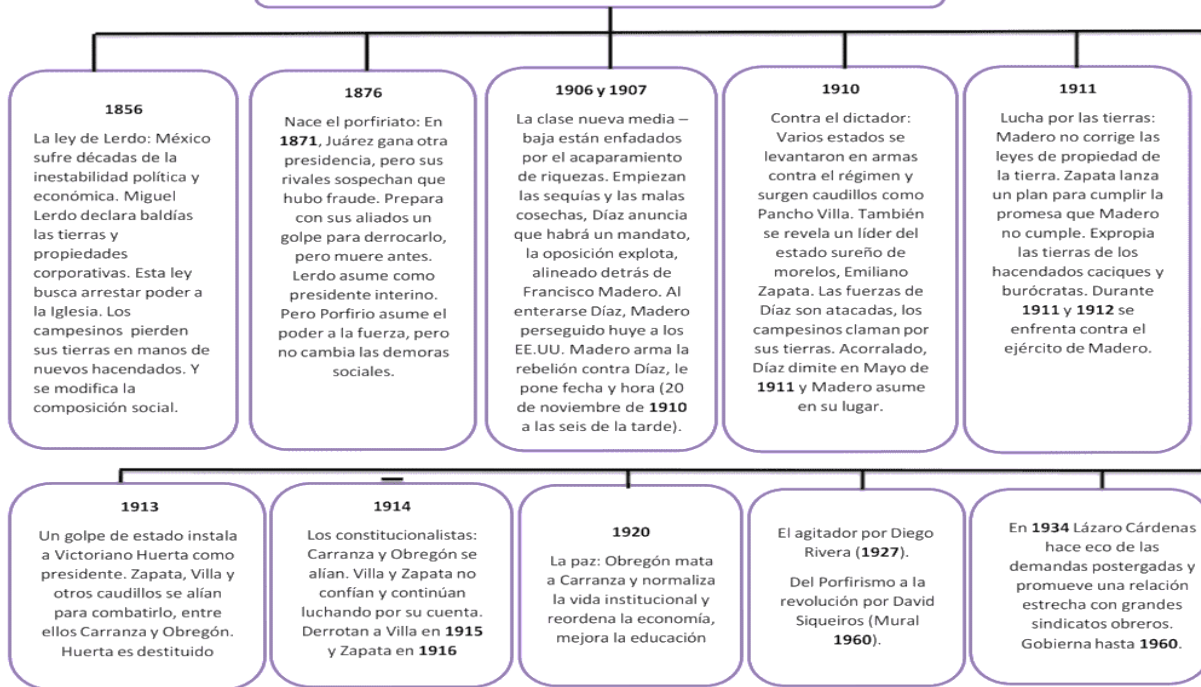 1856
La ley de Lerdo: México
sufre décadas de la
inestabilidad política y
económica. Miguel
Lerdo declara baldías
las tierras y
propiedades
corporativas. Esta ley
busca arrestar poder a
la Iglesia. Los
campesinos pierden
sus tierras en manos de
nuevos hacendados. Y
se modifica la
composición social.
1876
Nace el porfiriato: En
1871, Juárez gana otra
presidencia, pero sus
rivales sospechan que
hubo fraude. Prepara
con sus aliados un
golpe para derrocarlo,
pero muere antes.
Lerdo asume como
presidente interino.
Pero Porfirio asume el
poder a la fuerza, pero
no cambia las demoras
sociales.
1906 y 1907
La clase nueva media –
baja están enfadados
por el acaparamiento
de riquezas. Empiezan
las sequías y las malas
cosechas, Díaz anuncia
que habrá un mandato,
la oposición explota,
alineado detrás de
Francisco Madero. Al
enterarse Díaz, Madero
perseguido huye a los
EE.UU. Madero arma la
rebelión contra Díaz, le
pone fecha y hora (20
de noviembre de 1910
a las seis de la tarde).
1910
Contra el dictador:
Varios estados se
levantaron en armas
contra el régimen y
surgen caudillos como
Pancho Villa. También
se revela un líder del
estado sureño de
morelos, Emiliano
Zapata. Las fuerzas de
Díaz son atacadas, los
campesinos claman por
sus tierras. Acorralado,
Díaz dimite en Mayo de
1911 y Madero asume
en su lugar.
1911
Lucha por las tierras:
Madero no corrige las
leyes de propiedad de
la tierra. Zapata lanza
un plan para cumplir la
promesa que Madero
no cumple. Expropia
las tierras de los
hacendados caciques y
burócratas. Durante
1911 y 1912 se
enfrenta contra el
ejército de Madero.
1913
Un golpe de estado instala
a Victoriano Huerta como
presidente. Zapata, Villa y
otros caudillos se alían
para combatirlo, entre
ellos Carranza y Obregón.
Huerta es destituido
1914
Los constitucionalistas:
Carranza y Obregón se
alían. Villa y Zapata no
confían y continúan
luchando por su cuenta.
Derrotan a Villa en 1915
y Zapata en 1916
1920
La paz: Obregón mata
a Carranza y normaliza
la vida institucional y
reordena la economía,
mejora la educación
El agitador por Diego
Rivera (1927).
Del Porfirismo a la
revolución por David
Siqueiros (Mural
1960).
En 1934 Lázaro Cárdenas
hace eco de las
demandas postergadas y
promueve una relación
estrecha con grandes
sindicatos obreros.
Gobierna hasta 1960.